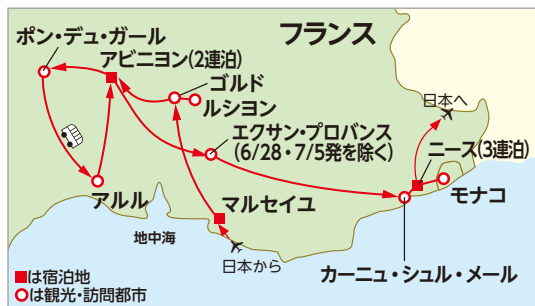 フランス
ポン・デュ・ガール
アビニヨン(2連泊)
ゴルド
ルシヨン
エクサン・プロバンス
(6/28・7/5発を除く)
日本へ
ニース(3連泊)
モナコ
アルル
マルセイユ
地中海
日本から
カーニュ・シュル・メール
■は宿泊地
○は観光・訪問都市